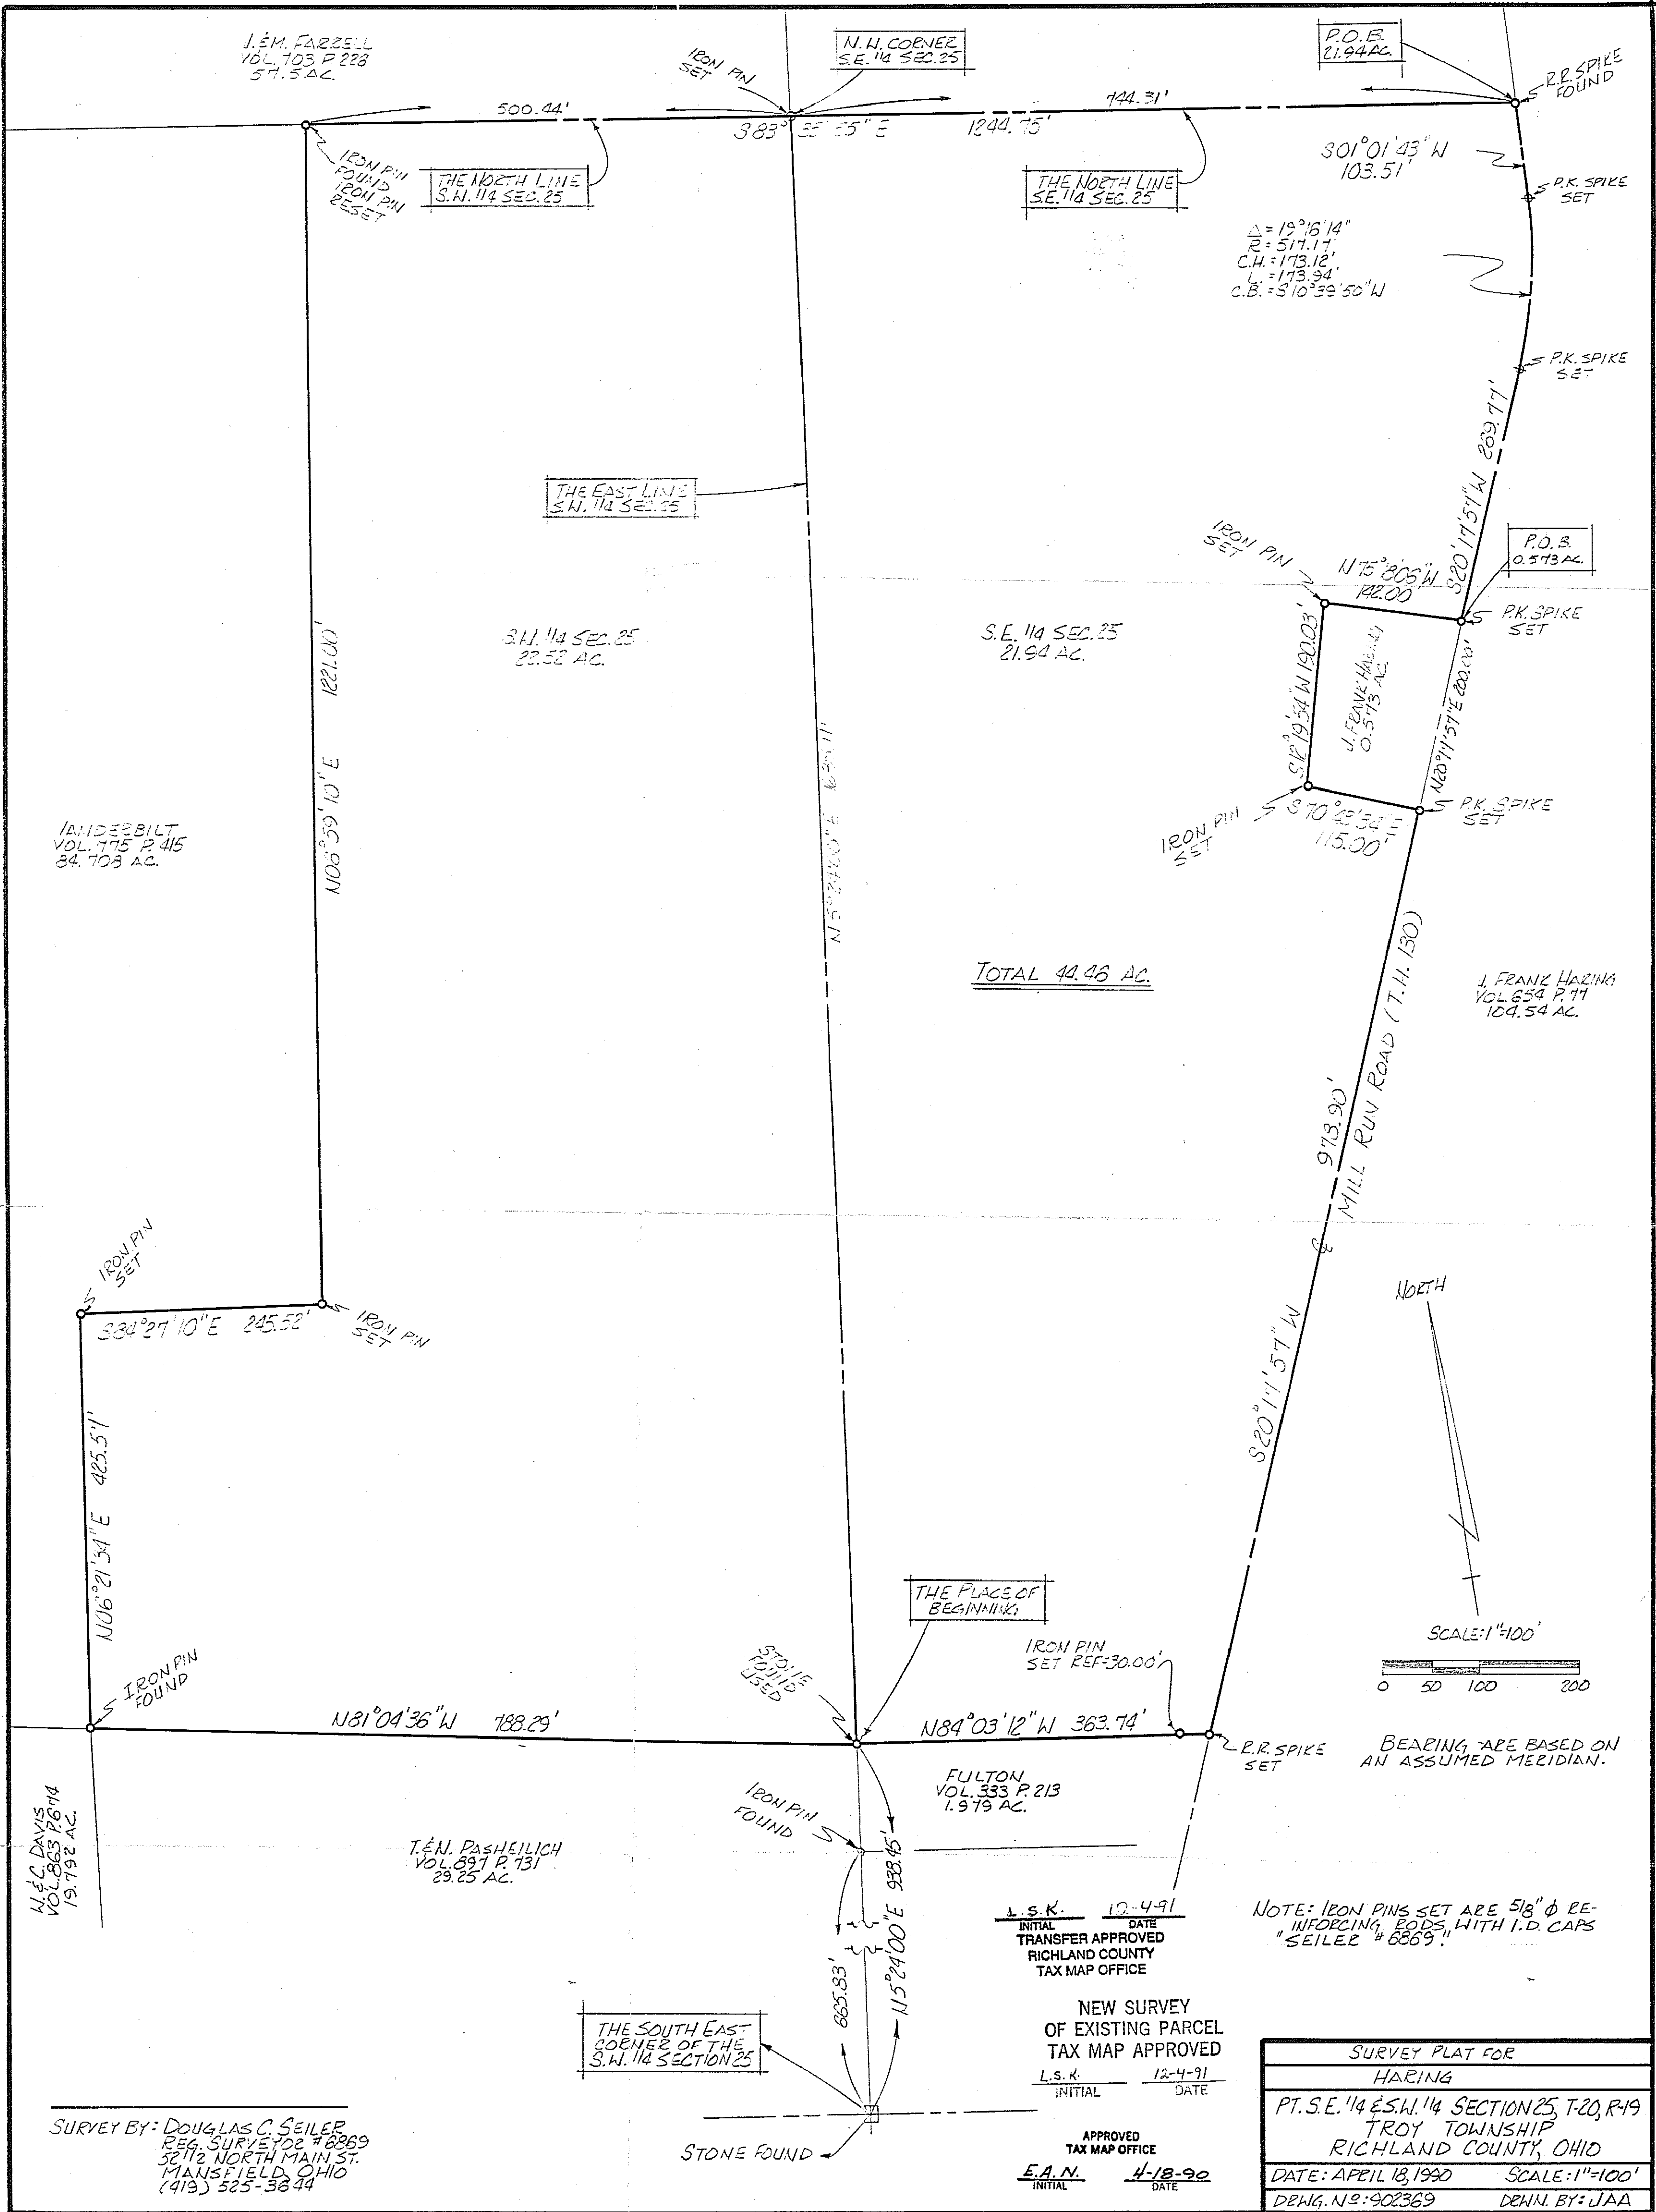 J. & M. FARRELL
VOL. 703 P. 228
57.5 AC.
IRON PIN
SET
N.W. CORNER
S.E. 1/4 SEC. 25
P.O.B.
21.94 AC.
R.R. SPIKE
FOUND
500.44'
744.31'
E
1244.75'
IRON PIN
FOUND
IRON PIN
RESET
THE NORTH LINE
S.W. 1/4 SEC. 25
THE NORTH LINE
S.E. 1/4 SEC. 25
S01°01'43"W
103.51'
P.K. SPIKE
SET
Δ = 19°16'14"
R = 517.17'
C.H. = 173.12'
L = 173.94'
C.B. = S10°39'50"W
P.K. SPIKE
SET
S20°17'57"W 269.77'
THE EAST LINE
S.W. 1/4 SEC. 25
IRON PIN
SET
P.O.B.
0.573 AC.
142.00'
P.K. SPIKE
SET
S.W. 1/4 SEC. 25
22.52 AC.
S.E. 1/4 SEC. 25
21.94 AC.
N06°39'10"E 1221.00'
S12°19'54"W 190.03'
J. FRANK HARING
0.573 AC.
N20°17'57"E 200.00'
N 5°24'00" E
IRON PIN
SET
115.00'
P.K. SPIKE
SET
VANDERBILT
VOL. 775 P. 415
84.708 AC.
TOTAL 44.46 AC.
J. FRANK HARING
VOL. 654 P. 77
104.54 AC.
973.90'
MILL RUN ROAD (T.H. 130)
IRON PIN
SET
S84°27'10"E 245.52'
IRON PIN
SET
NORTH
S20°17'57"W
N06°21'34"E 425.57'
THE PLACE OF
BEGINNING
SCALE: 1"=100'
0 50 100 200
IRON PIN
FOUND
STONE
FOUND
USED
IRON PIN
SET REF=30.00'
N81°04'36"W 788.29'
N84°03'12"W 363.74'
R.R. SPIKE
SET
BEARING ARE BASED ON
AN ASSUMED MERIDIAN.
FULTON
VOL. 333 P. 213
1.979 AC.
IRON PIN
FOUND
W. & C. DAVIS
VOL. 863 P. 674
19.792 AC.
T. & N. PASHEILICH
VOL. 897 P. 731
29.25 AC.
665.83'
N5°24'00"E 938.45'
L.S.K. 12-4-91
INITIAL DATE
TRANSFER APPROVED
RICHLAND COUNTY
TAX MAP OFFICE
NOTE: IRON PINS SET ARE 5/8" Ø RE-
INFORCING RODS, WITH I.D. CAPS
"SEILER #6869".
NEW SURVEY
OF EXISTING PARCEL
TAX MAP APPROVED
L.S.K. 12-4-91
INITIAL DATE
THE SOUTH EAST
CORNER OF THE
S.W. 1/4 SECTION 25
STONE FOUND
APPROVED
TAX MAP OFFICE
E.A.N. 4-18-90
INITIAL DATE
SURVEY BY: DOUGLAS C. SEILER
REG. SURVEYOR #6869
52 1/2 NORTH MAIN ST.
MANSFIELD, OHIO
(419) 525-3644
SURVEY PLAT FOR
HARING
PT. S.E. 1/4 & S.W. 1/4 SECTION 25, T-20, R-19
TROY TOWNSHIP
RICHLAND COUNTY, OHIO
DATE: APRIL 18, 1990 SCALE: 1"=100'
DRWG. Nº: 902369 DRWN. BY: JAA